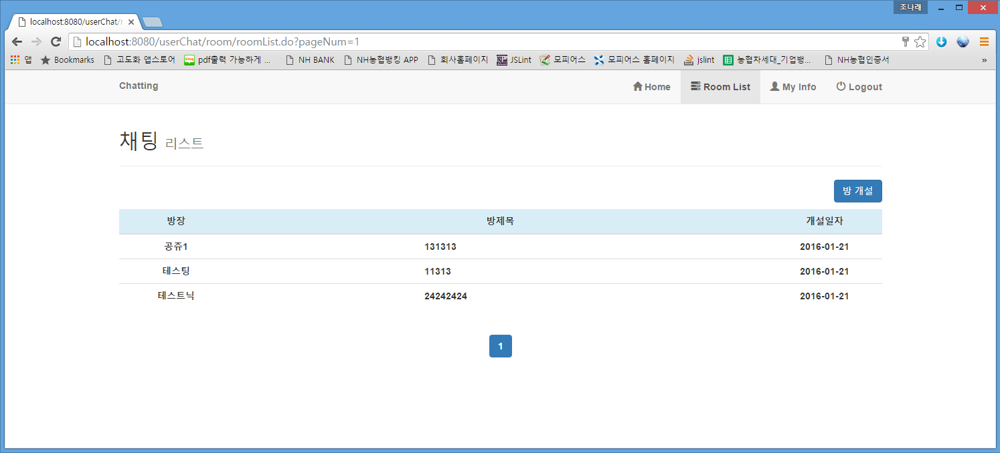 조나래
localhost:8080/userChat/r
localhost:8080/userChat/room/roomList.do?pageNum=1
앱 Bookmarks 고도화 앱스토어 blog pdf출력 가능하게 ... NH BANK NH농협뱅킹 APP 회사홈페이지 JSLint 모피어스 모피어스 홈페이지 jslint 농협차세대_기업뱅... NH농협인증서 »
Chatting Home Room List My Info Logout
채팅 리스트
방 개설
방장 방제목 개설일자
공쥬1 131313 2016-01-21
테스팅 11313 2016-01-21
테스트닉 24242424 2016-01-21
1